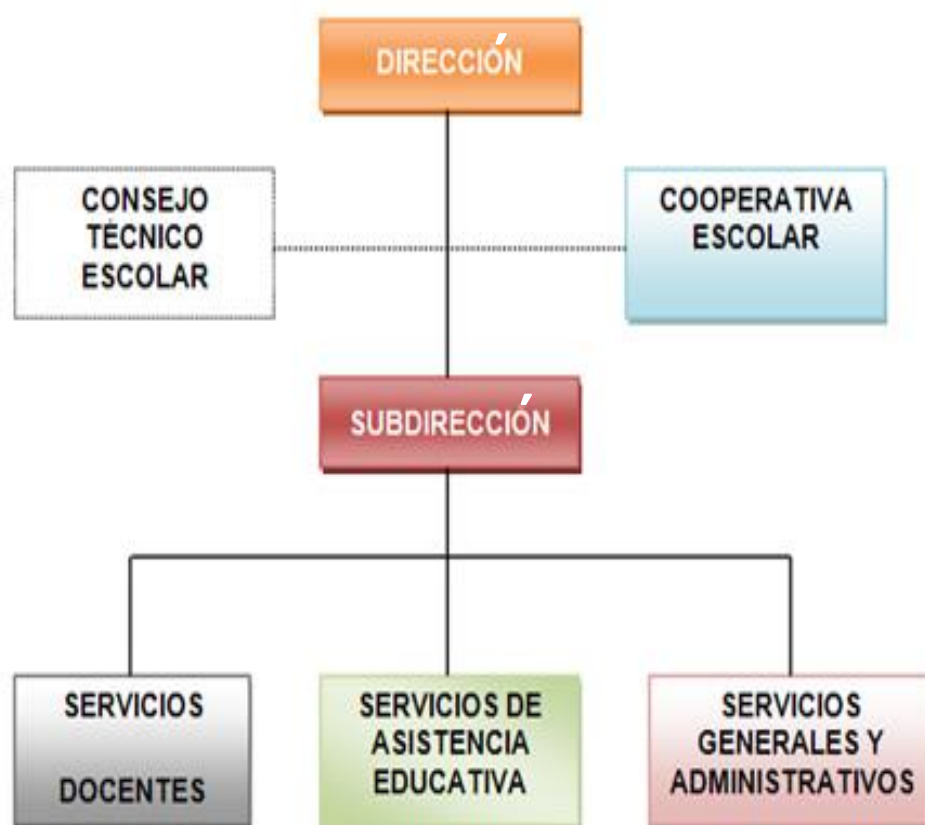 DIRECCIÓN
CONSEJO
TÉCNICO
ESCOLAR
COOPERATIVA
ESCOLAR
SUBDIRECCIÓN
SERVICIOS
DOCENTES
SERVICIOS DE
ASISTENCIA
EDUCATIVA
SERVICIOS
GENERALES Y
ADMINISTRATIVOS